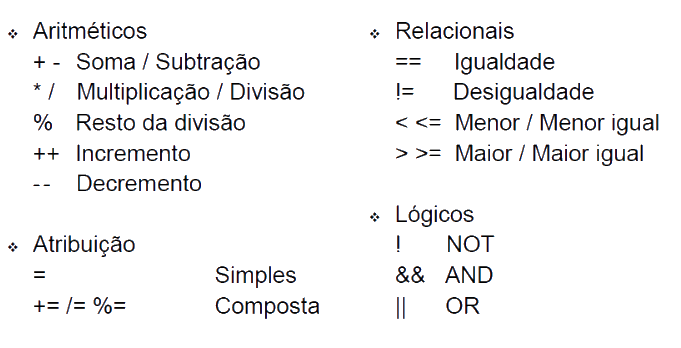 ❖ Aritméticos
+ - Soma / Subtração
* / Multiplicação / Divisão
% Resto da divisão
++ Incremento
-- Decremento
❖ Atribuição
= Simples
+= /= %= Composta
❖ Relacionais
== Igualdade
!= Desigualdade
< <= Menor / Menor igual
> >= Maior / Maior igual
❖ Lógicos
! NOT
&& AND
|| OR